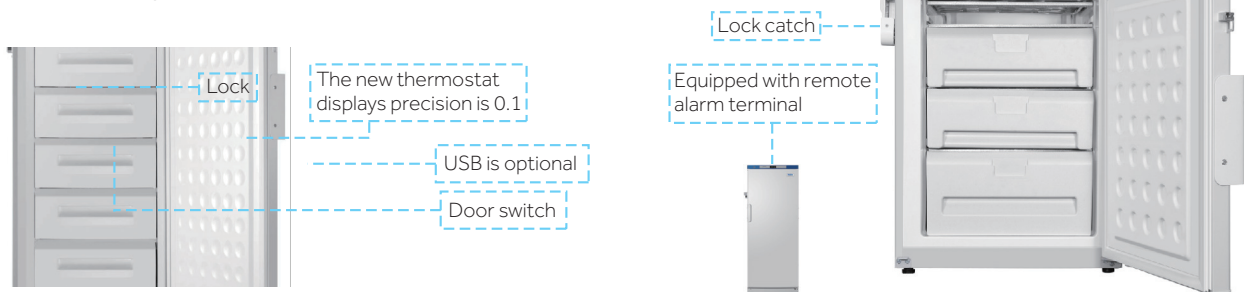 Lock catch
Lock
The new thermostat
displays precision is 0.1
Equipped with remote
alarm terminal
USB is optional
Door switch